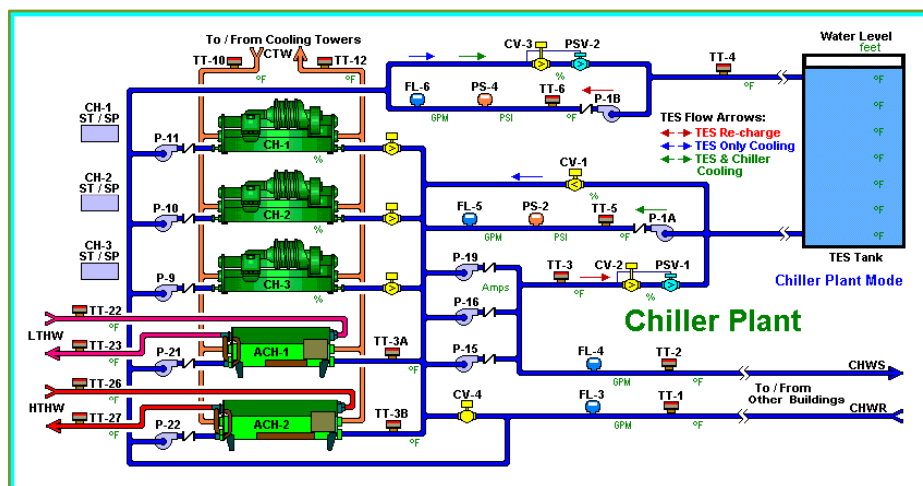 To / From Cooling Towers
CTW
TT-10
TT-12
°F
°F
CV-3
PSV-2
%
TT-4
°F
Water Level
feet
°F
°F
°F
°F
°F
°F
°F
TES Tank
Chiller Plant Mode
FL-6
PS-4
TT-6
P-1B
GPM
PSI
°F
TES Flow Arrows:
TES Re-charge
TES Only Cooling
TES & Chiller
Cooling
CH-1
ST / SP
P-11
CH-1
%
CH-2
ST / SP
P-10
CH-2
%
CH-3
ST / SP
P-9
CH-3
%
CV-1
%
FL-5
PS-2
TT-5
P-1A
GPM
PSI
°F
P-19
Amps
TT-3
°F
CV-2
PSV-1
%
P-16
P-15
Chiller Plant
TT-22
°F
LTHW
TT-23
°F
P-21
ACH-1
TT-3A
°F
TT-26
°F
HTHW
TT-27
°F
P-22
ACH-2
TT-3B
°F
FL-4
TT-2
GPM
°F
CHWS
CV-4
FL-3
TT-1
GPM
°F
To / From
Other Buildings
CHWR